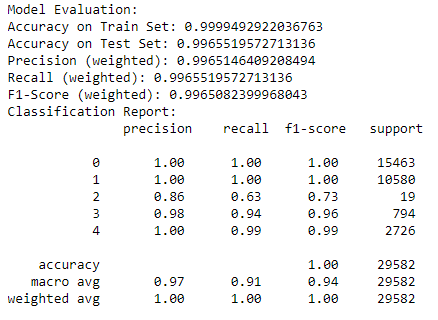 Model Evaluation:
Accuracy on Train Set: 0.9999492922036763
Accuracy on Test Set: 0.9965519572713136
Precision (weighted): 0.9965146409208494
Recall (weighted): 0.9965519572713136
F1-Score (weighted): 0.9965082399968043
Classification Report:
precision recall f1-score support
0 1.00 1.00 1.00 15463
1 1.00 1.00 1.00 10580
2 0.86 0.63 0.73 19
3 0.98 0.94 0.96 794
4 1.00 0.99 0.99 2726
accuracy 1.00 29582
macro avg 0.97 0.91 0.94 29582
weighted avg 1.00 1.00 1.00 29582